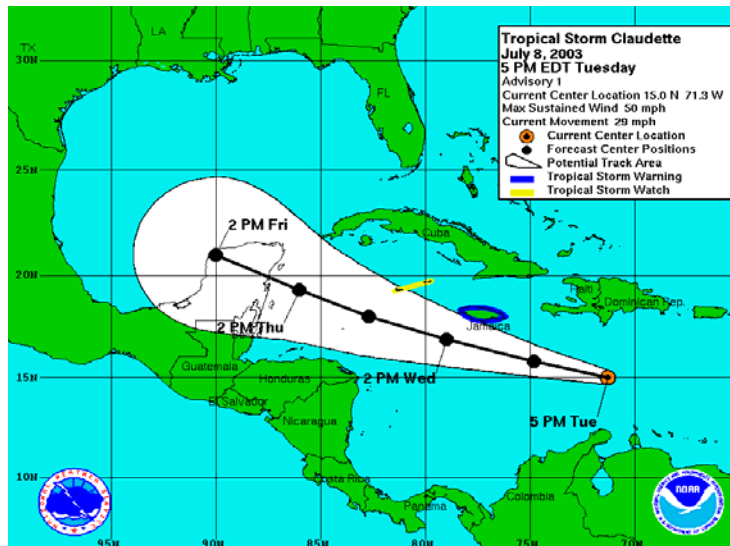 Tropical Storm Claudette
July 8, 2003
5 PM EDT Tuesday
Advisory 1
Current Center Location 15.0 N 71.3 W
Max Sustained Wind 50 mph
Current Movement 29 mph
Current Center Location
Forecast Center Positions
Potential Track Area
Tropical Storm Warning
Tropical Storm Watch
TX
LA
FL
30N
25N
2 PM Fri
Cuba
20N
Haiti
Dominican Rep.
Jamaica
2 PM Thu
Guatemala
Honduras
2 PM Wed
15N
El Salvador
5 PM Tue
Nicaragua
10N
Costa Rica
Panama
Colombia
NOAA
95W
90W
85W
80W
75W
70W